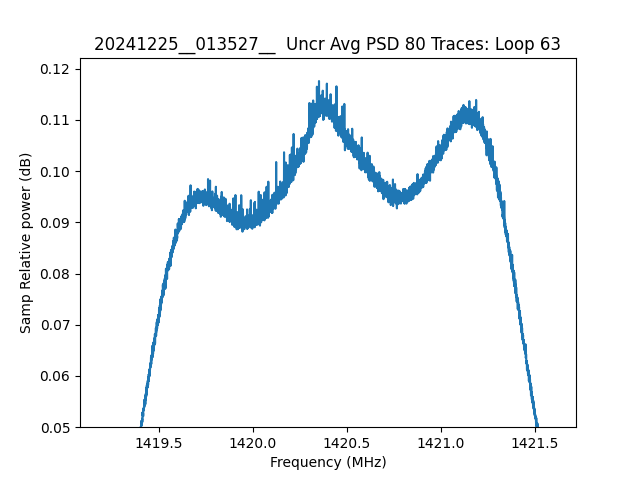 20241225__013527__ Uncr Avg PSD 80 Traces: Loop 63
0.12
0.11
0.10
0.09
0.08
0.07
0.06
0.05
Samp Relative power (dB)
1419.5 1420.0 1420.5 1421.0 1421.5
Frequency (MHz)